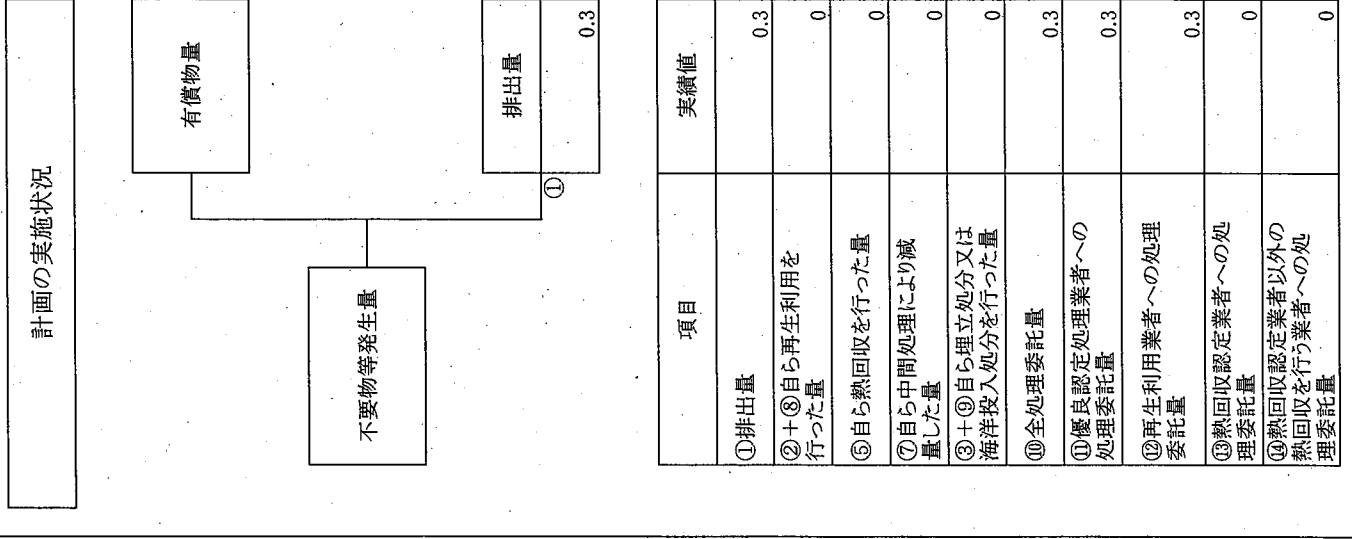 計画の実施状況
有償物量
不要物等発生量
排出量
①
0.3
項目
実績値
①排出量
0.3
②+⑧自ら再生利用を
行った量
0
⑤自ら熱回収を行った量
0
⑦自ら中間処理により減
量した量
0
③+⑨自ら埋立処分又は
海洋投入処分を行った量
0
⑩全処理委託量
0.3
⑪優良認定処理業者への
処理委託量
0.3
⑫再生利用業者への処理
委託量
0.3
⑬熱回収認定業者への処
理委託量
0
⑭熱回収認定業者以外の
熱回収を行う業者への処
理委託量
0